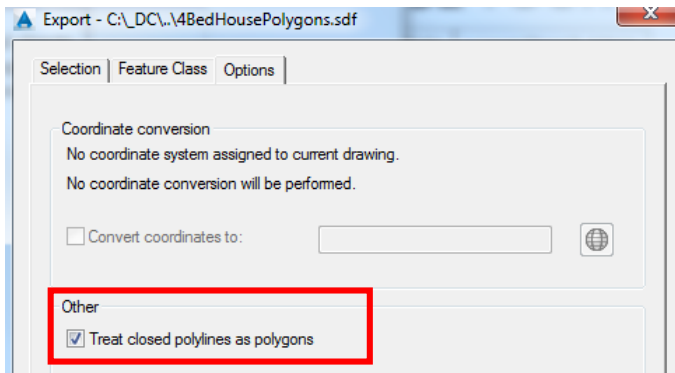 Export - C:\_DC\..\4BedHousePolygons.sdf
Selection Feature Class Options
Coordinate conversion
No coordinate system assigned to current drawing.
No coordinate conversion will be performed.
Convert coordinates to:
Other
Treat closed polylines as polygons